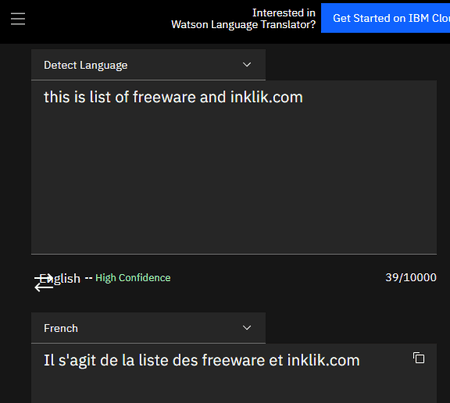 Interested in
Watson Language Translator?
Get Started on IBM Clou
Detect Language
this is list of freeware and inklik.com
English -- High Confidence
39/10000
French
Il s'agit de la liste des freeware et inklik.com